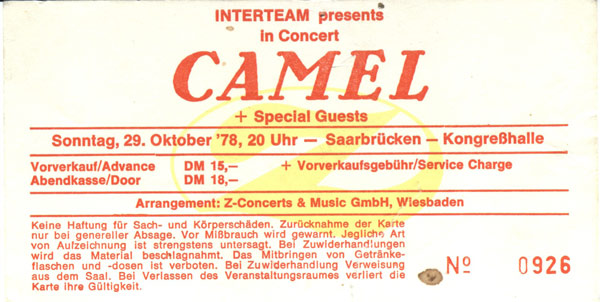 INTERTEAM presents
in Concert
CAMEL
+ Special Guests
Sonntag, 29. Oktober '78, 20 Uhr — Saarbrücken — Kongreßhalle
Vorverkauf/Advance DM 15,— + Vorverkaufsgebühr/Service Charge
Abendkasse/Door DM 18,—
Arrangement: Z-Concerts & Music GmbH, Wiesbaden
Keine Haftung für Sach- und Körperschäden. Zurücknahme der Karte
nur bei genereller Absage. Vor Mißbrauch wird gewarnt. Jegliche Art
von Aufzeichnung ist strengstens untersagt. Bei Zuwiderhandlungen
wird das Material beschlagnahmt. Das Mitbringen von Getränke-
flaschen und -dosen ist verboten. Bei Zuwiderhandlung Verweisung
aus dem Saal. Bei Verlassen des Veranstaltungsraumes verliert die
Karte ihre Gültigkeit.
Nº 0926